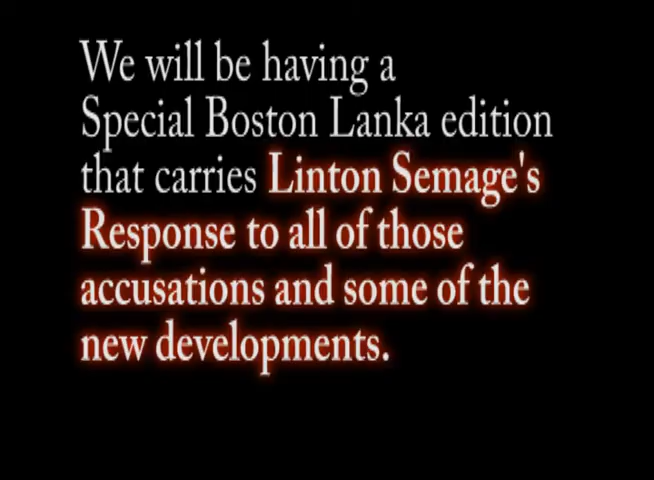 We will be having a
Special Boston Lanka edition
that carries Linton Semage's
Response to all of those
accusations and some of the
new developments.